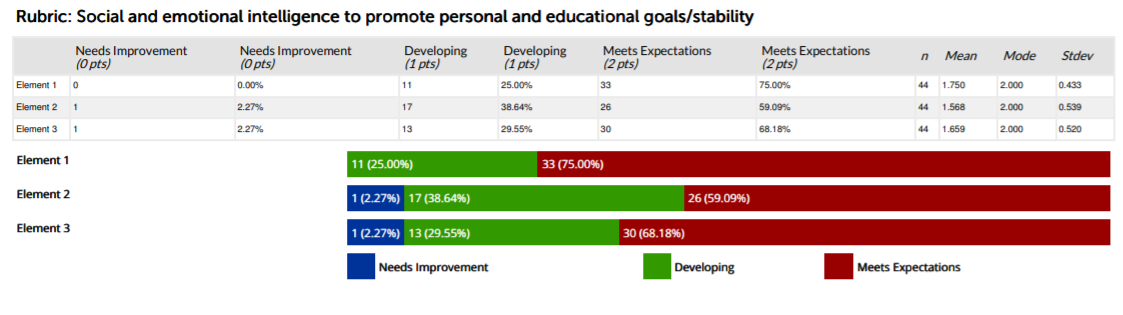 Rubric: Social and emotional intelligence to promote personal and educational goals/stability
Needs Improvement (0 pts) Needs Improvement (0 pts) Developing (1 pts) Developing (1 pts) Meets Expectations (2 pts) Meets Expectations (2 pts) n Mean Mode Stdev
Element 1 0 0.00% 11 25.00% 33 75.00% 44 1.750 2.000 0.433
Element 2 1 2.27% 17 38.64% 26 59.09% 44 1.568 2.000 0.539
Element 3 1 2.27% 13 29.55% 30 68.18% 44 1.659 2.000 0.520
Element 1 11 (25.00%) 33 (75.00%)
Element 2 1 (2.27%) 17 (38.64%) 26 (59.09%)
Element 3 1 (2.27%) 13 (29.55%) 30 (68.18%)
Needs Improvement Developing Meets Expectations